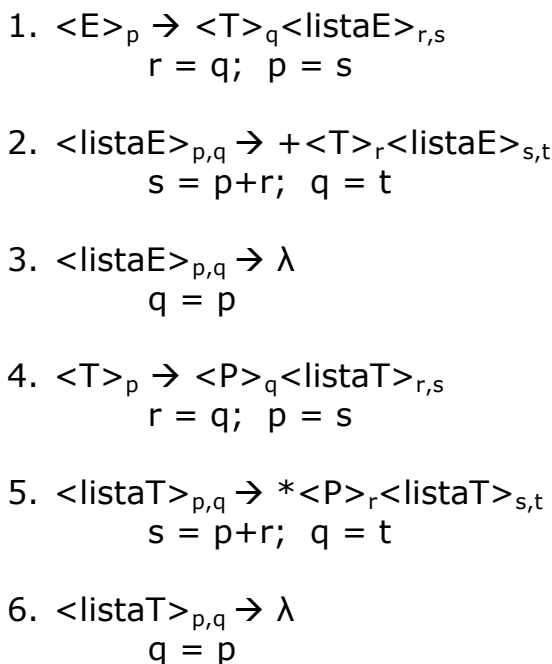 1. <E>p → <T>q<listaE>r,s
r = q; p = s
2. <listaE>p,q → +<T>r<listaE>s,t
s = p+r; q = t
3. <listaE>p,q → λ
q = p
4. <T>p → <P>q<listaT>r,s
r = q; p = s
5. <listaT>p,q → *<P>r<listaT>s,t
s = p+r; q = t
6. <listaT>p,q → λ
q = p